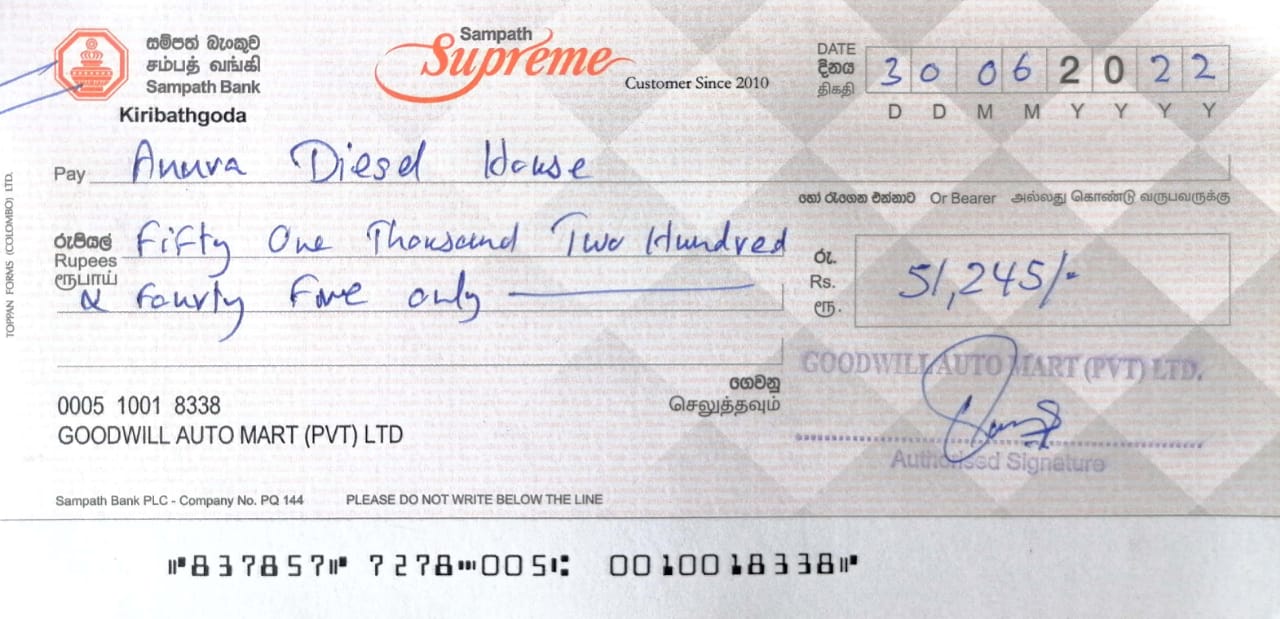 සම්පත් බැංකුව
சம்பத் வங்கி
Sampath Bank
Kiribathgoda
Sampath
Supreme
Customer Since 2010
DATE
දිනය
திகதி
3 0 0 6 2 0 2 2
D D M M Y Y Y Y
Pay Anura Diesel House
හෝ රැගෙන එන්නාට Or Bearer அல்லது கொண்டு வருபவருக்கு
රුපියල්
Rupees
ரூபாய்
Fifty One Thousand Two Hundred
& Fourty Five only
රු.
Rs.
ரூ.
51,245/-
ගෙවනු
செலுத்தவும்
GOODWILL AUTO MART (PVT) LTD.
Authorised Signature
0005 1001 8338
GOODWILL AUTO MART (PVT) LTD
Sampath Bank PLC - Company No. PQ 144 PLEASE DO NOT WRITE BELOW THE LINE
TOPPAN FORMS (COLOMBO) LTD.
⑈837857⑈ 7278⑉005⑆ 0010018338⑈